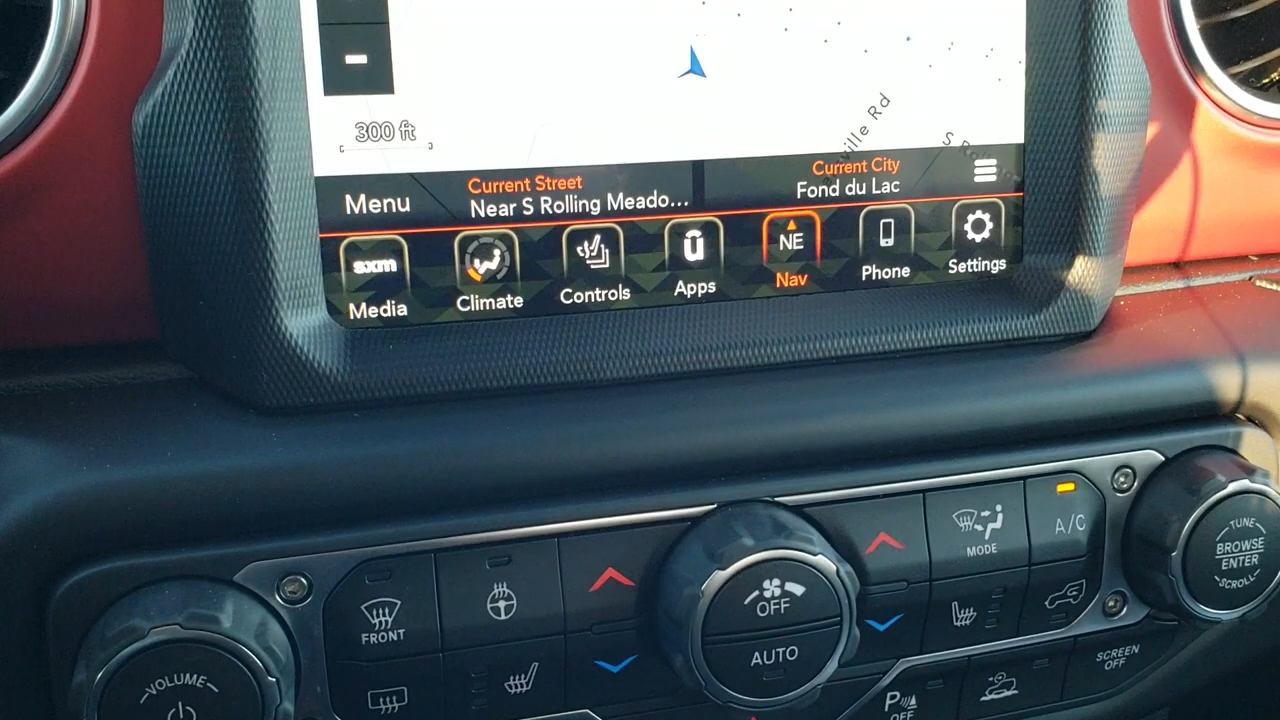 300 ft
ville Rd
S R
Menu
Current Street
Near S Rolling Meado...
Current City
Fond du Lac
sxm
Media
Climate
Controls
Apps
NE
Nav
Phone
Settings
FRONT
VOLUME
OFF
AUTO
MODE
A/C
TUNE
BROWSE
ENTER
SCROLL
P
OFF
SCREEN
OFF